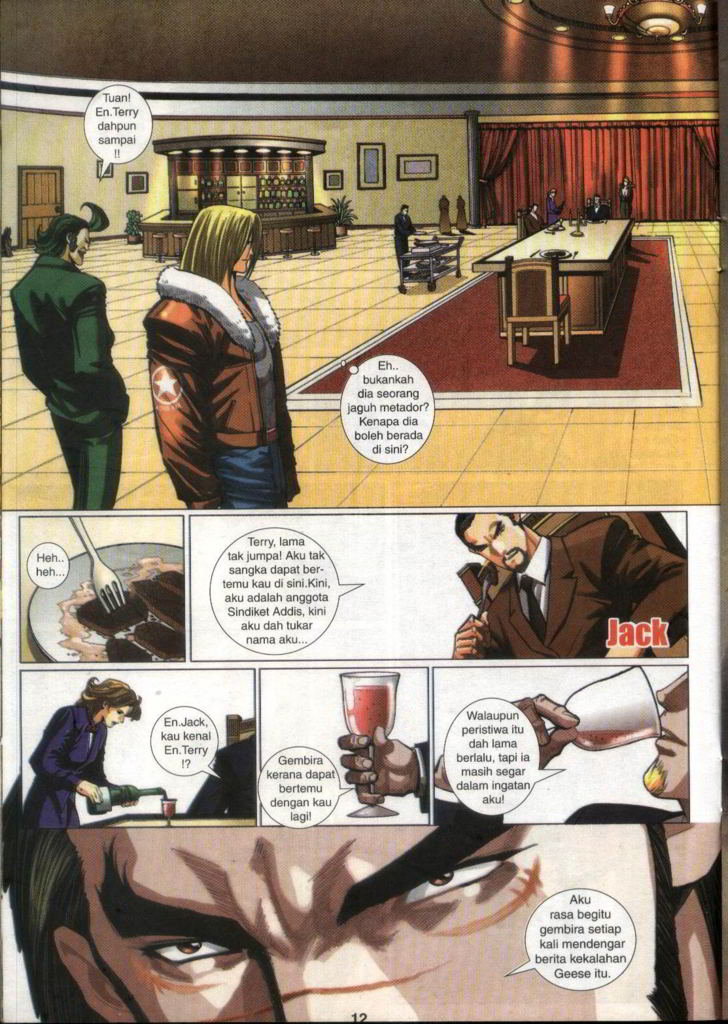 Tuan!
En.Terry
dahpun
sampai
!!
Eh..
bukankah
dia seorang
jaguh metador?
Kenapa dia
boleh berada
di sini?
Heh..
heh...
Terry, lama
tak jumpa! Aku tak
sangka dapat ber-
temu kau di sini.Kini,
aku adalah anggota
Sindiket Addis, kini
aku dah tukar
nama aku...
Jack
En.Jack,
kau kenal
En.Terry
!?
Gembira
kerana dapat
bertemu
dengan kau
lagi!
Walaupun
peristiwa itu
dah lama
berlalu, tapi ia
masih segar
dalam ingatan
aku!
Aku
rasa begitu
gembira setiap
kali mendengar
berita kekalahan
Geese itu.
12